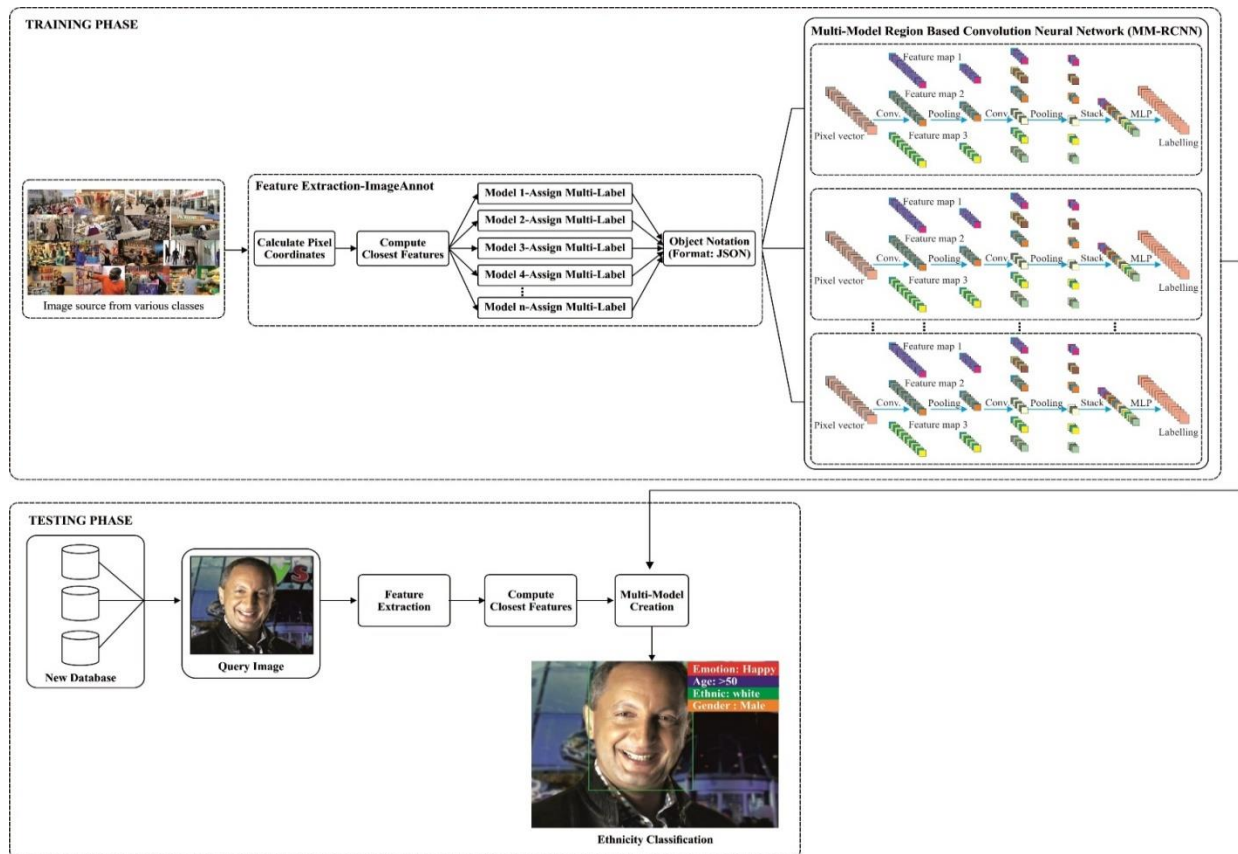 TRAINING PHASE
Image source from various classes
Feature Extraction-ImageAnnot
Calculate Pixel
Coordinates
Compute
Closest Features
Model 1-Assign Multi-Label
Model 2-Assign Multi-Label
Model 3-Assign Multi-Label
Model 4-Assign Multi-Label
Model n-Assign Multi-Label
Object Notation
(Format: JSON)
Multi-Model Region Based Convolution Neural Network (MM-RCNN)
Feature map 1
Feature map 2
Conv. Pooling Conv. Pooling Stack MLP
Pixel vector
Feature map 3
Labelling
Feature map 1
Feature map 2
Conv. Pooling Conv. Pooling Stack MLP
Pixel vector
Feature map 3
Labelling
Feature map 1
Feature map 2
Conv. Pooling Conv. Pooling Stack MLP
Pixel vector
Feature map 3
Labelling
TESTING PHASE
New Database
Query Image
Feature
Extraction
Compute
Closest Features
Multi-Model
Creation
Emotion: Happy
Age: >50
Ethnic: white
Gender : Male
Ethnicity Classification